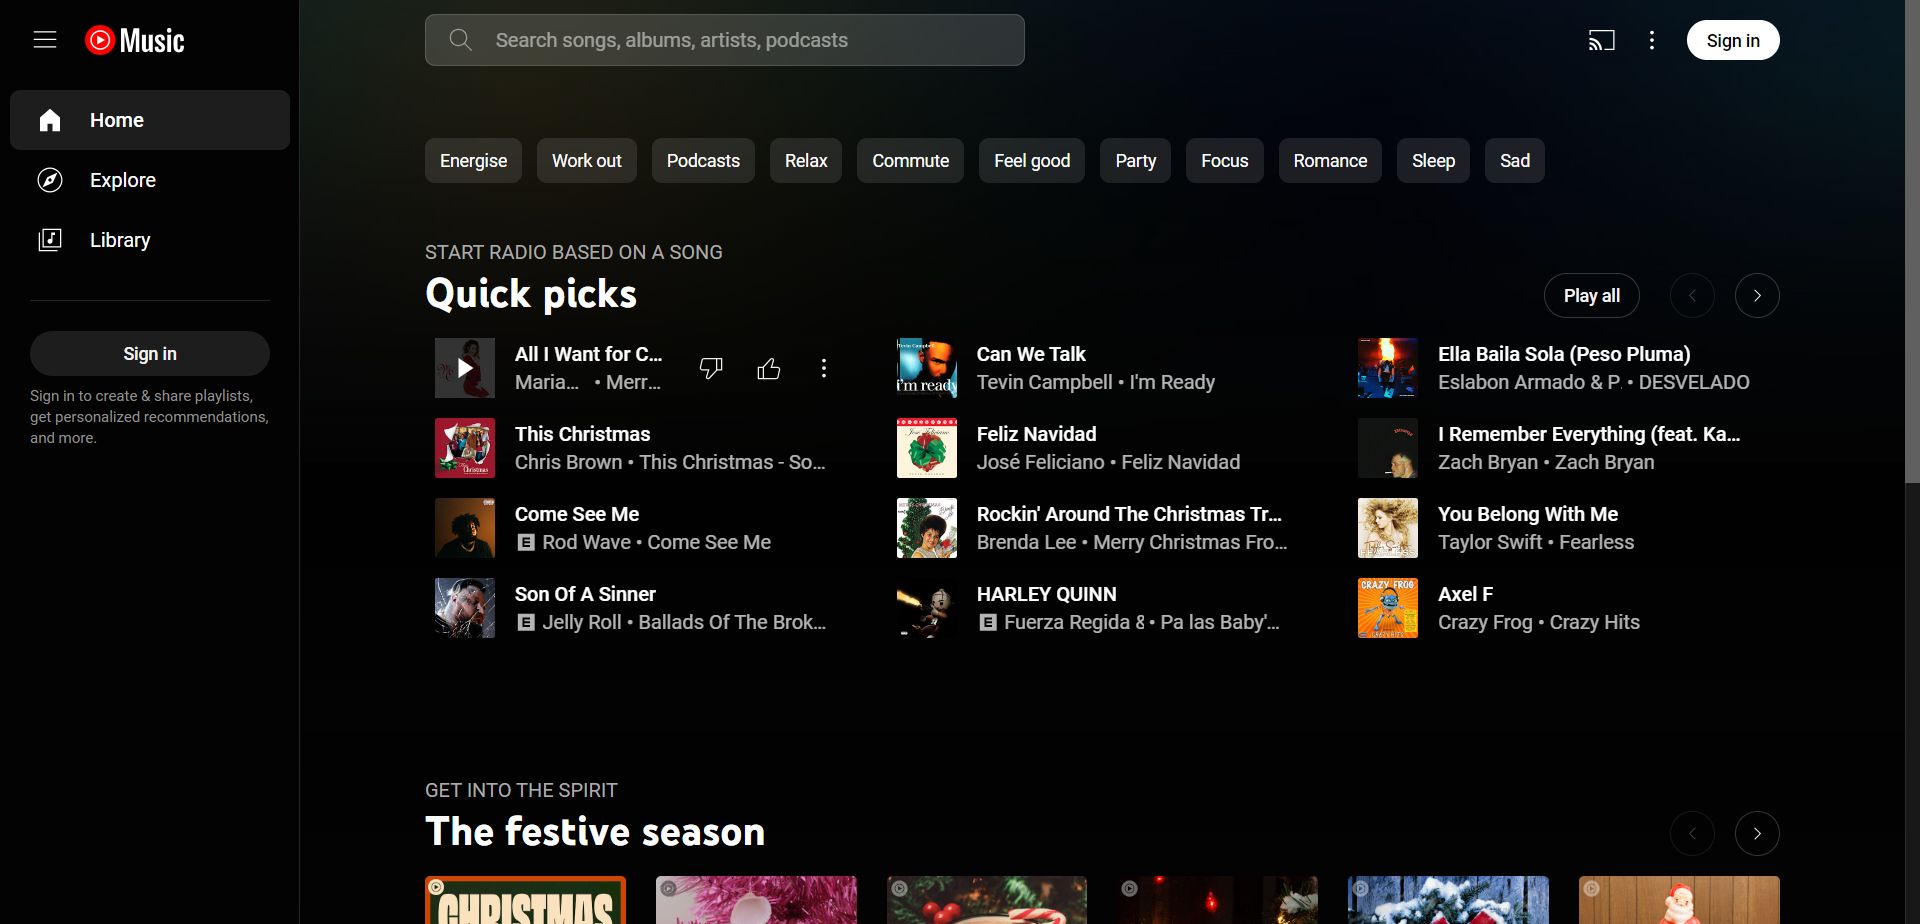 Music
Search songs, albums, artists, podcasts
Sign in
Home
Explore
Library
Sign in
Sign in to create & share playlists,
get personalized recommendations,
and more.
Energise Work out Podcasts Relax Commute Feel good Party Focus Romance Sleep Sad
START RADIO BASED ON A SONG
Quick picks
Play all
All I Want for C...
Maria... • Merr...
This Christmas
Chris Brown • This Christmas - So...
Come See Me
E Rod Wave • Come See Me
Son Of A Sinner
E Jelly Roll • Ballads Of The Brok...
Can We Talk
Tevin Campbell • I'm Ready
Feliz Navidad
José Feliciano • Feliz Navidad
Rockin' Around The Christmas Tr...
Brenda Lee • Merry Christmas Fro...
HARLEY QUINN
E Fuerza Regida & • Pa las Baby'...
Ella Baila Sola (Peso Pluma)
Eslabon Armado & P. • DESVELADO
I Remember Everything (feat. Ka...
Zach Bryan • Zach Bryan
You Belong With Me
Taylor Swift • Fearless
Axel F
Crazy Frog • Crazy Hits
Tevin Campbell
I'm ready
Christmas
CRAZY FROG
GET INTO THE SPIRIT
The festive season
CHRISTMAS